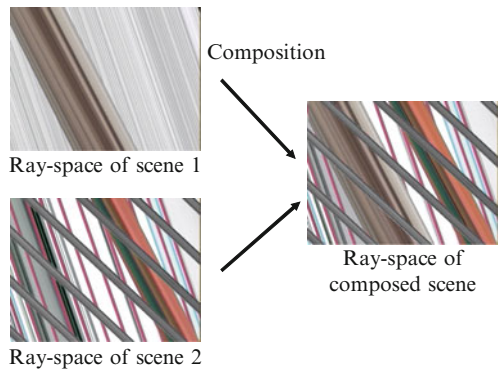 Composition
Ray-space of scene 1
Ray-space of
composed scene
Ray-space of scene 2